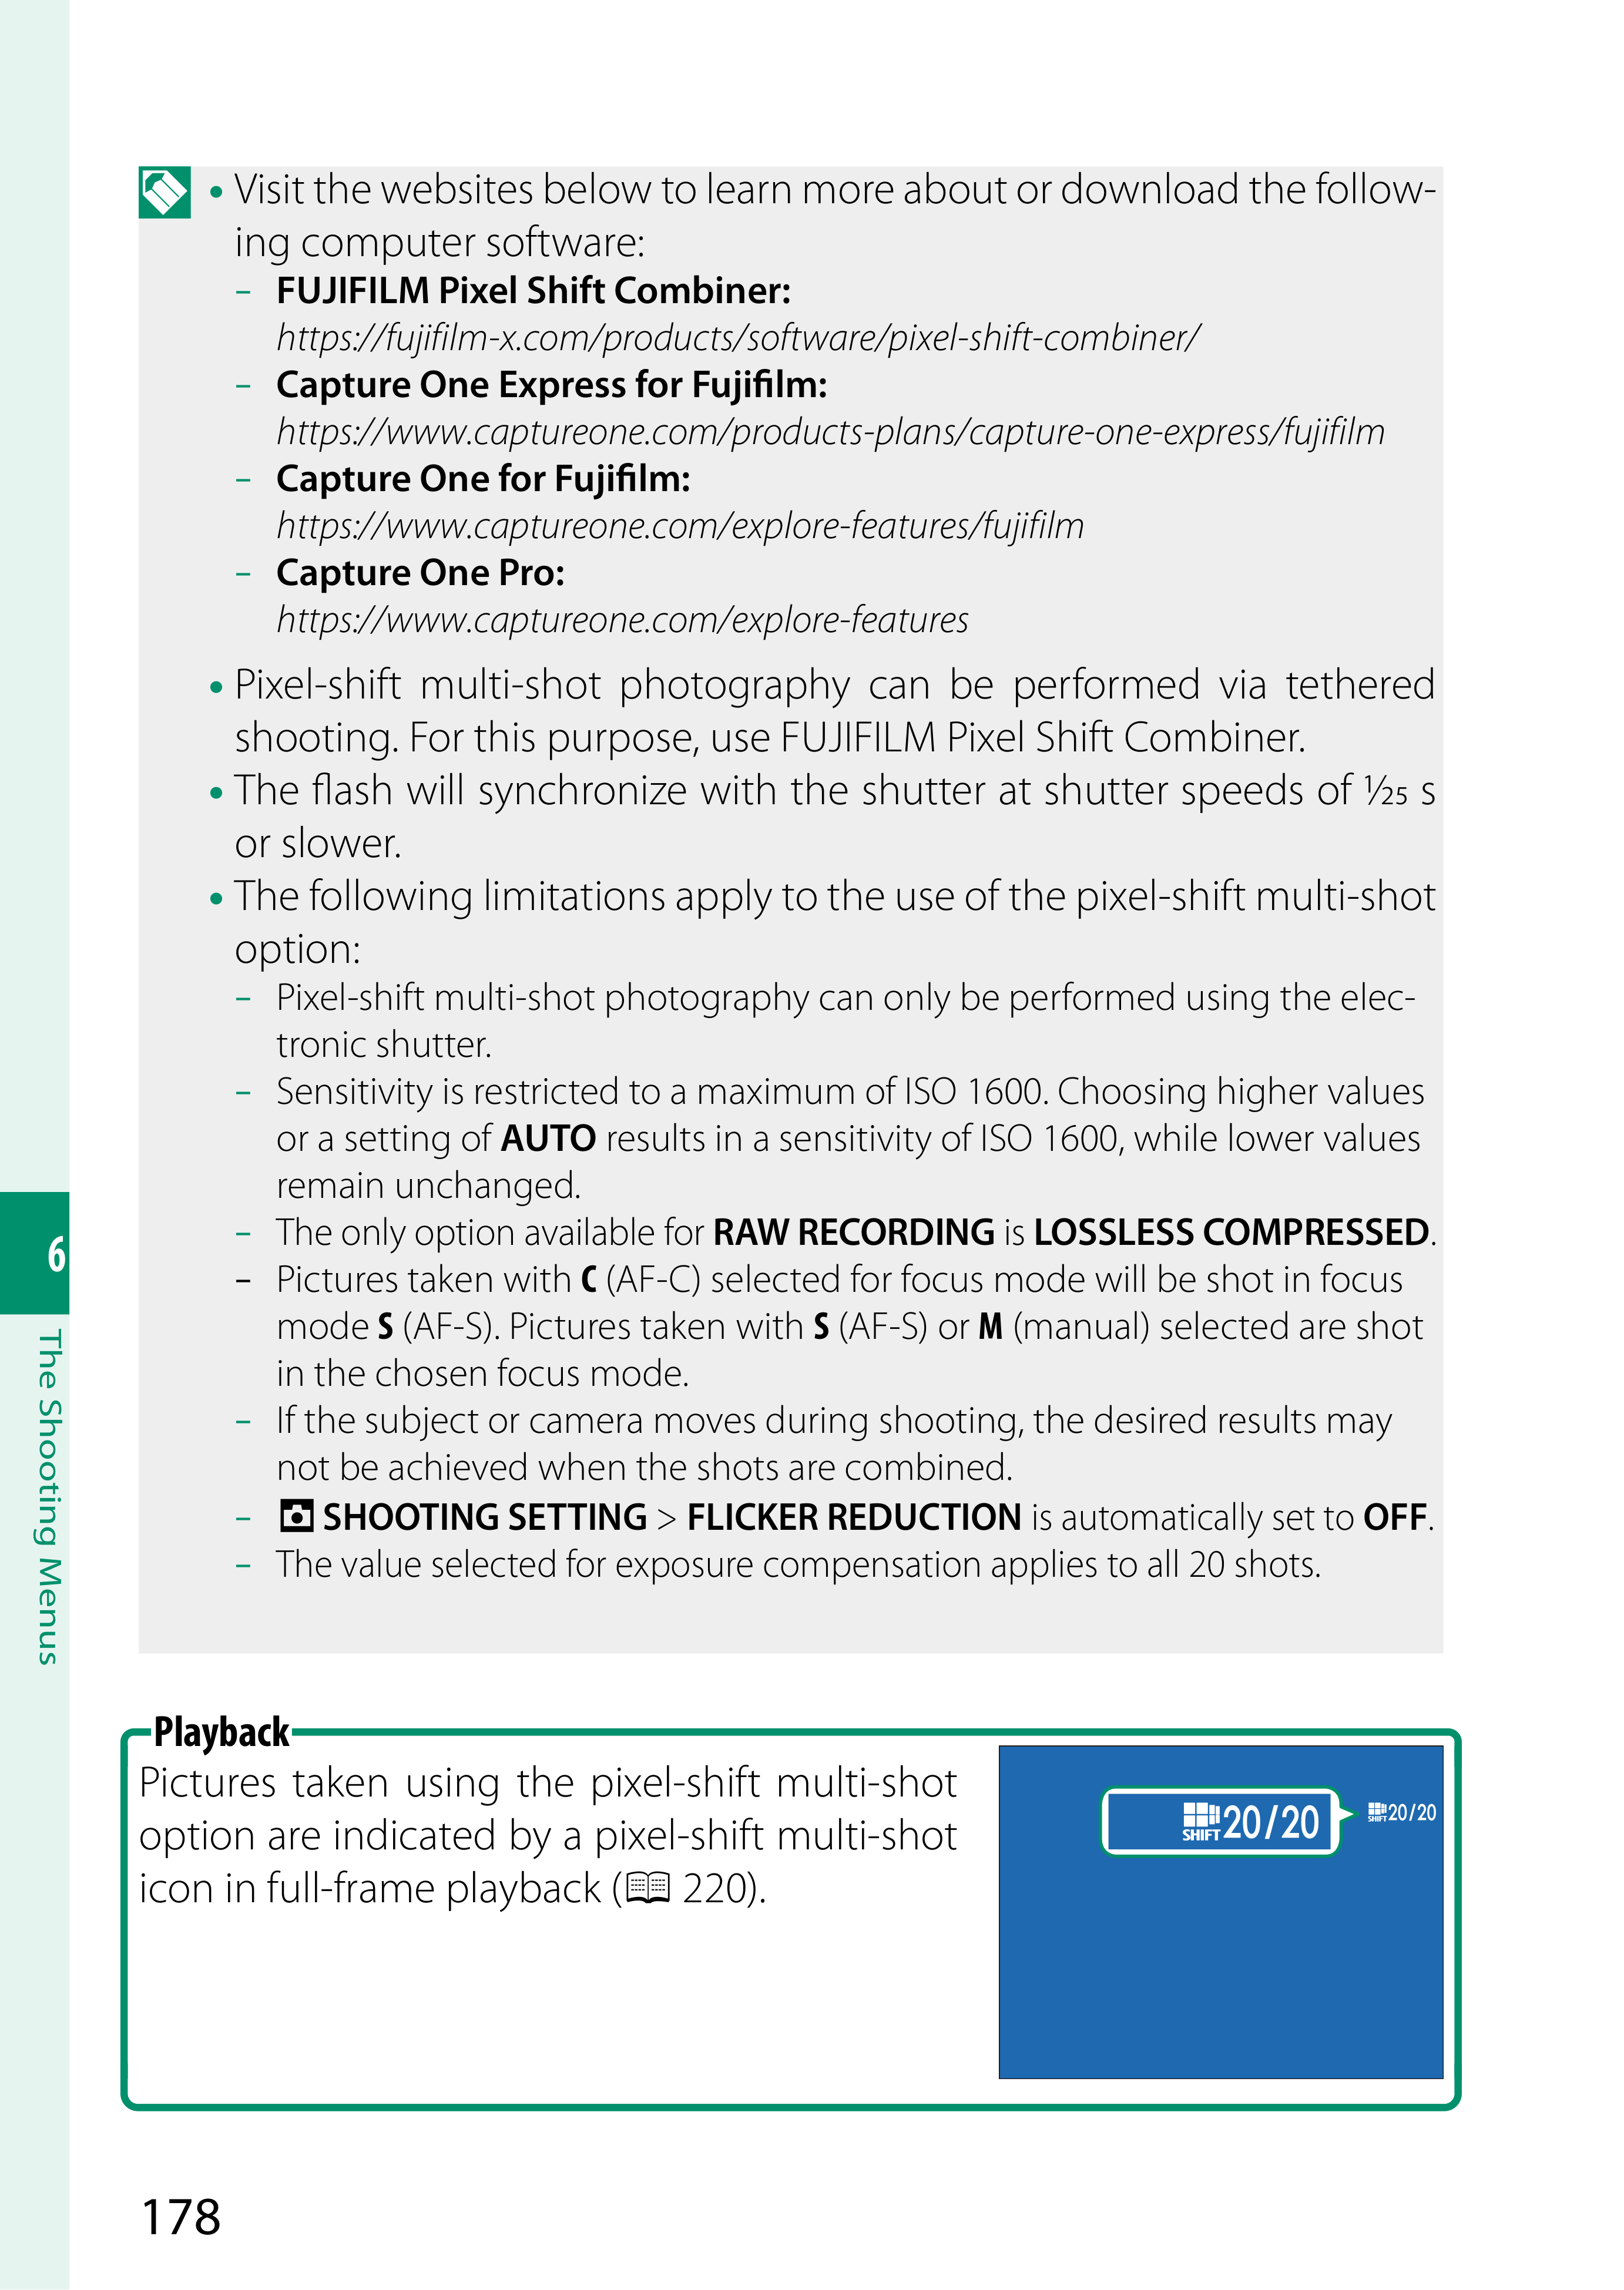 • Visit the websites below to learn more about or download the follow-
ing computer software:
– FUJIFILM Pixel Shift Combiner:
https://fujifilm-x.com/products/software/pixel-shift-combiner/
– Capture One Express for Fujifilm:
https://www.captureone.com/products-plans/capture-one-express/fujifilm
– Capture One for Fujifilm:
https://www.captureone.com/explore-features/fujifilm
– Capture One Pro:
https://www.captureone.com/explore-features
• Pixel-shift multi-shot photography can be performed via tethered
shooting. For this purpose, use FUJIFILM Pixel Shift Combiner.
• The flash will synchronize with the shutter at shutter speeds of 1/25 s
or slower.
• The following limitations apply to the use of the pixel-shift multi-shot
option:
– Pixel-shift multi-shot photography can only be performed using the elec-
tronic shutter.
– Sensitivity is restricted to a maximum of ISO 1600. Choosing higher values
or a setting of AUTO results in a sensitivity of ISO 1600, while lower values
remain unchanged.
– The only option available for RAW RECORDING is LOSSLESS COMPRESSED.
– Pictures taken with C (AF-C) selected for focus mode will be shot in focus
mode S (AF-S). Pictures taken with S (AF-S) or M (manual) selected are shot
in the chosen focus mode.
– If the subject or camera moves during shooting, the desired results may
not be achieved when the shots are combined.
– SHOOTING SETTING > FLICKER REDUCTION is automatically set to OFF.
– The value selected for exposure compensation applies to all 20 shots.
6
The Shooting Menus
Playback
Pictures taken using the pixel-shift multi-shot
option are indicated by a pixel-shift multi-shot
icon in full-frame playback (220).
SHIFT 20/20
SHIFT 20/20
178